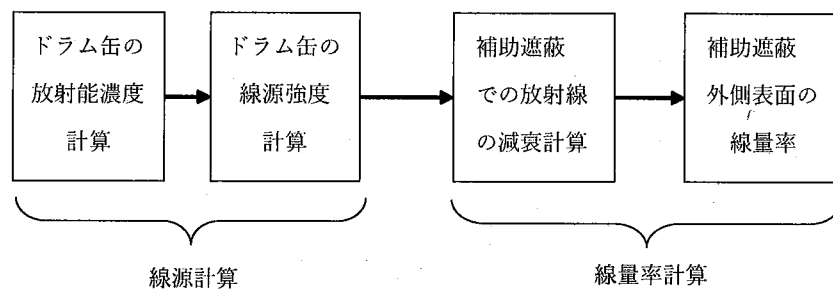 ドラム缶の
放射能濃度
計算
ドラム缶の
線源強度
計算
補助遮蔽
での放射線
の減衰計算
補助遮蔽
外側表面の
線量率
線源計算
線量率計算